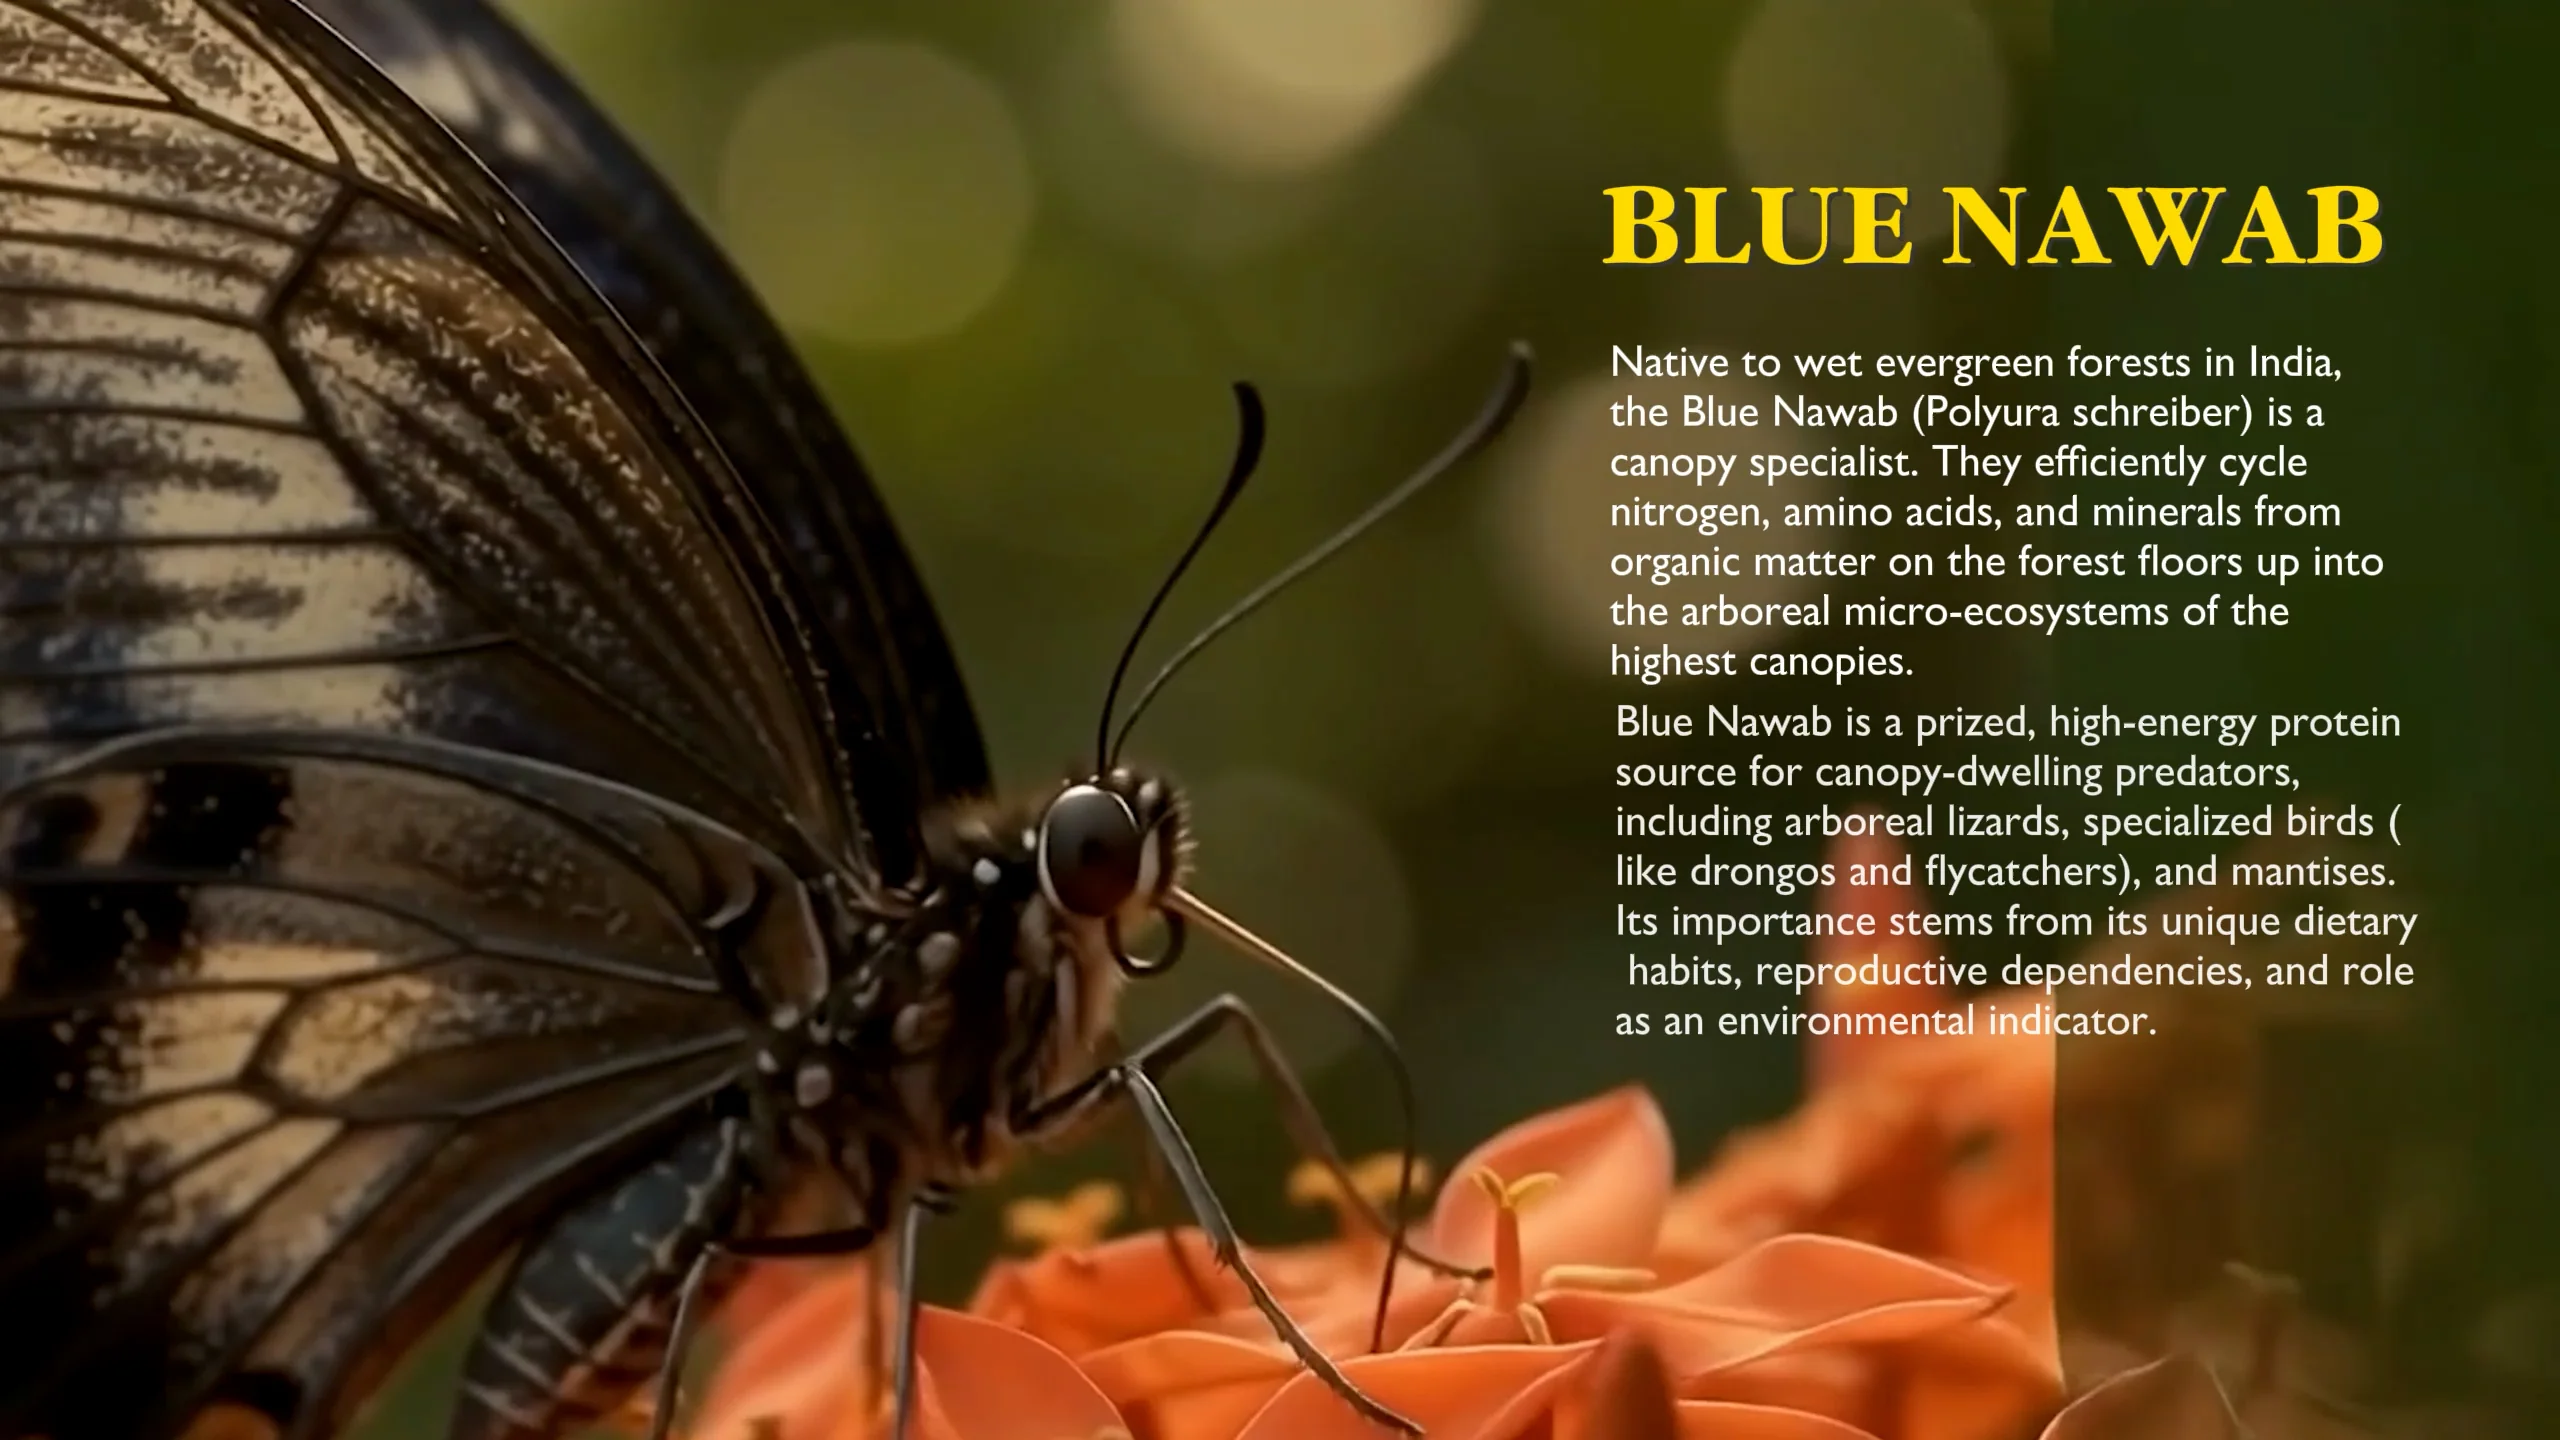 BLUE NAWAB
Native to wet evergreen forests in India,
the Blue Nawab (Polyura schreiber) is a
canopy specialist. They efficiently cycle
nitrogen, amino acids, and minerals from
organic matter on the forest floors up into
the arboreal micro-ecosystems of the
highest canopies.
Blue Nawab is a prized, high-energy protein
source for canopy-dwelling predators,
including arboreal lizards, specialized birds (
like drongos and flycatchers), and mantises.
Its importance stems from its unique dietary
habits, reproductive dependencies, and role
as an environmental indicator.